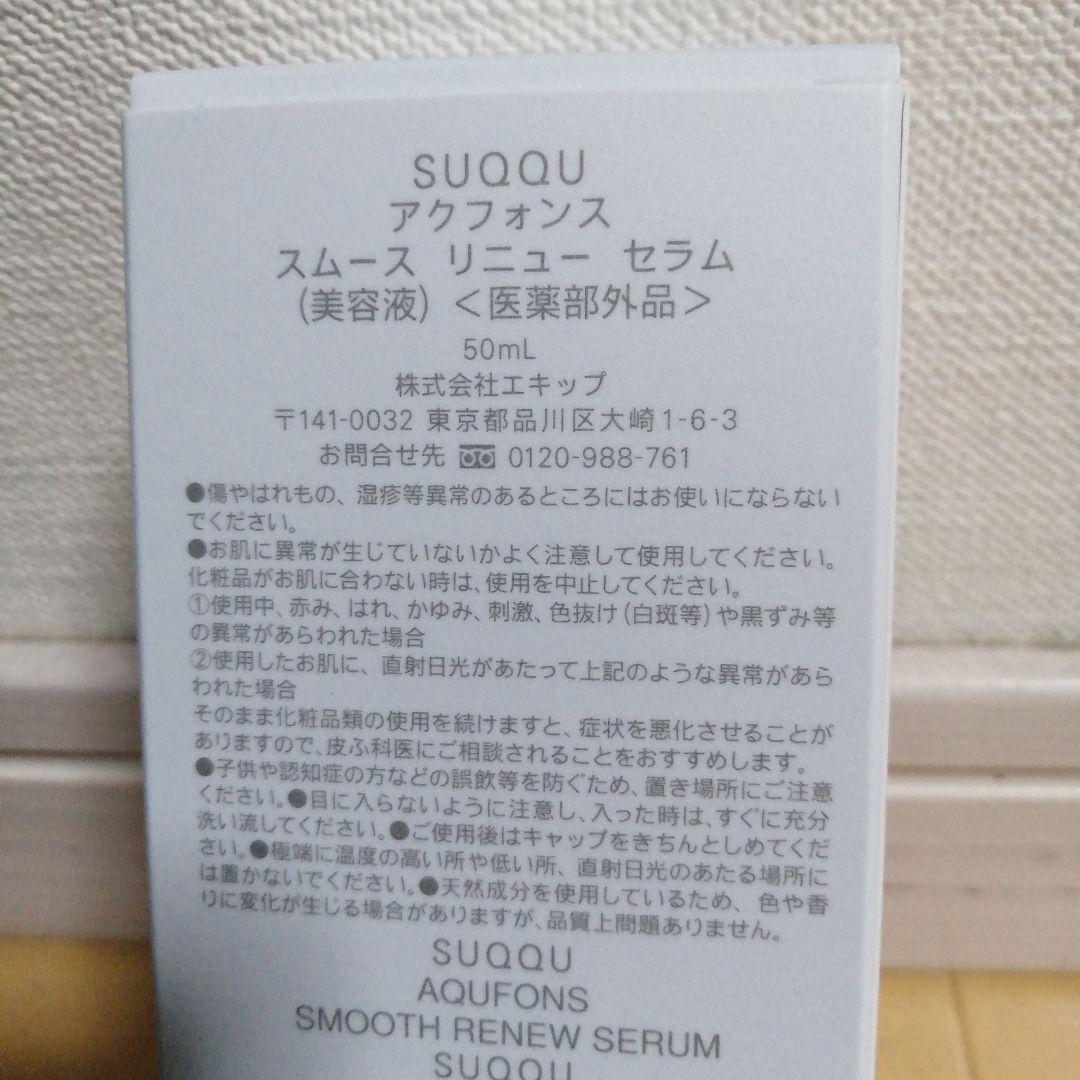 SUQQU
アクフォンス
スムース リニュー セラム
(美容液) <医薬部外品>
50mL
株式会社エキップ
〒141-0032 東京都品川区大崎1-6-3
お問合せ先 0120-988-761
●傷やはれもの、湿疹等異常のあるところにはお使いにならない
でください。
●お肌に異常が生じていないかよく注意して使用してください。
化粧品がお肌に合わない時は、使用を中止してください。
①使用中、赤み、はれ、かゆみ、刺激、色抜け(白斑等)や黒ずみ等
の異常があらわれた場合
②使用したお肌に、直射日光があたって上記のような異常があら
われた場合
そのまま化粧品類の使用を続けますと、症状を悪化させることが
ありますので、皮ふ科医にご相談されることをおすすめします。
●子供や認知症の方などの誤飲等を防ぐため、置き場所にご注意
ください。●目に入らないように注意し、入った時は、すぐに充分
洗い流してください。●ご使用後はキャップをきちんとしめてくだ
さい。●極端に温度の高い所や低い所、直射日光のあたる場所に
は置かないでください。●天然成分を使用しているため、色や香
りに変化が生じる場合がありますが、品質上問題ありません。
SUQQU
AQUFONS
SMOOTH RENEW SERUM
SUQQU